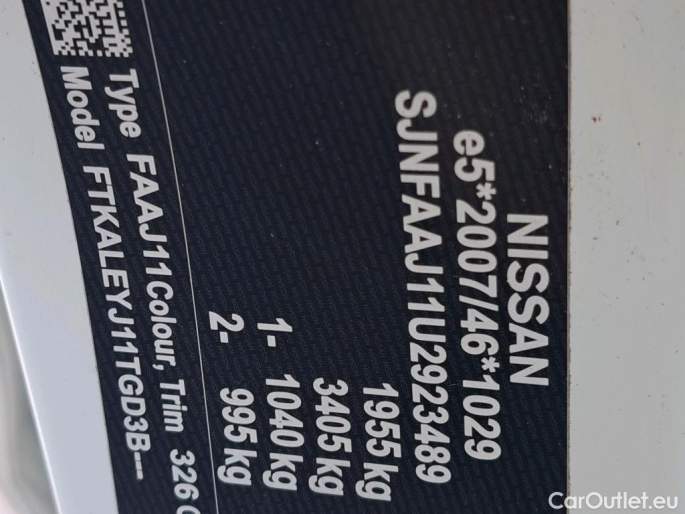 NISSAN
e5*2007/46*1029
SJNFAAJ11U2923489
1955 kg
3405 kg
1- 1040 kg
2- 995 kg
Type FAAJ11 Colour, Trim 326
Model FTKALEYJ11TGD3B---
CarOutlet.eu